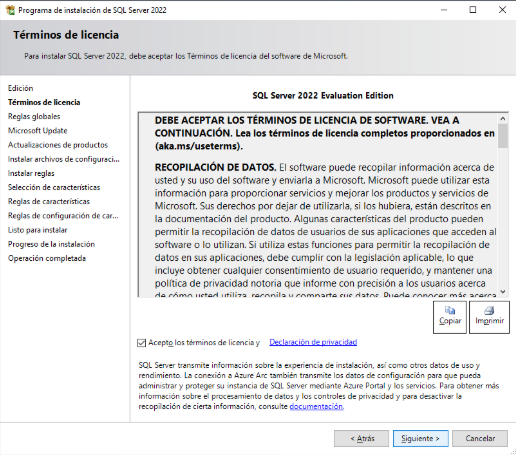 Programa de instalación de SQL Server 2022
Términos de licencia
Para instalar SQL Server 2022, debe aceptar los Términos de licencia del software de Microsoft.
Edición
Términos de licencia
Reglas globales
Microsoft Update
Actualizaciones de productos
Instalar archivos de configuraci...
Instalar reglas
Selección de características
Reglas de características
Reglas de configuración de car...
Listo para instalar
Progreso de la instalación
Operación completada
SQL Server 2022 Evaluation Edition
DEBE ACEPTAR LOS TÉRMINOS DE LICENCIA DE SOFTWARE. VEA A
CONTINUACIÓN. Lea los términos de licencia completos proporcionados en
(aka.ms/useterms).
RECOPILACIÓN DE DATOS. El software puede recopilar información acerca de
usted y su uso del software y enviarla a Microsoft. Microsoft puede utilizar esta
información para proporcionar servicios y mejorar los productos y servicios de
Microsoft. Sus derechos por dejar de utilizarla, si los hubiera, están descritos en
la documentación del producto. Algunas características del producto pueden
permitir la recopilación de datos de usuarios de sus aplicaciones que acceden al
software o lo utilizan. Si utiliza estas funciones para permitir la recopilación de
datos en sus aplicaciones, debe cumplir con la legislación aplicable, lo que
incluye obtener cualquier consentimiento de usuario requerido, y mantener una
política de privacidad notoria que informe con precisión a los usuarios acerca
de cómo usted utiliza, recopila y comparte sus datos. Puede conocer más acerca
Copiar
Imprimir
Acepto los términos de licencia y Declaración de privacidad
SQL Server transmite información sobre la experiencia de instalación, así como otros datos de uso y
rendimiento. La conexión a Azure Arc también transmite los datos de configuración para que pueda
administrar y proteger su instancia de SQL Server mediante Azure Portal y los servicios. Para obtener más
información sobre el procesamiento de datos y los controles de privacidad y para desactivar la
recopilación de cierta información, consulte documentación.
< Atrás
Siguiente >
Cancelar